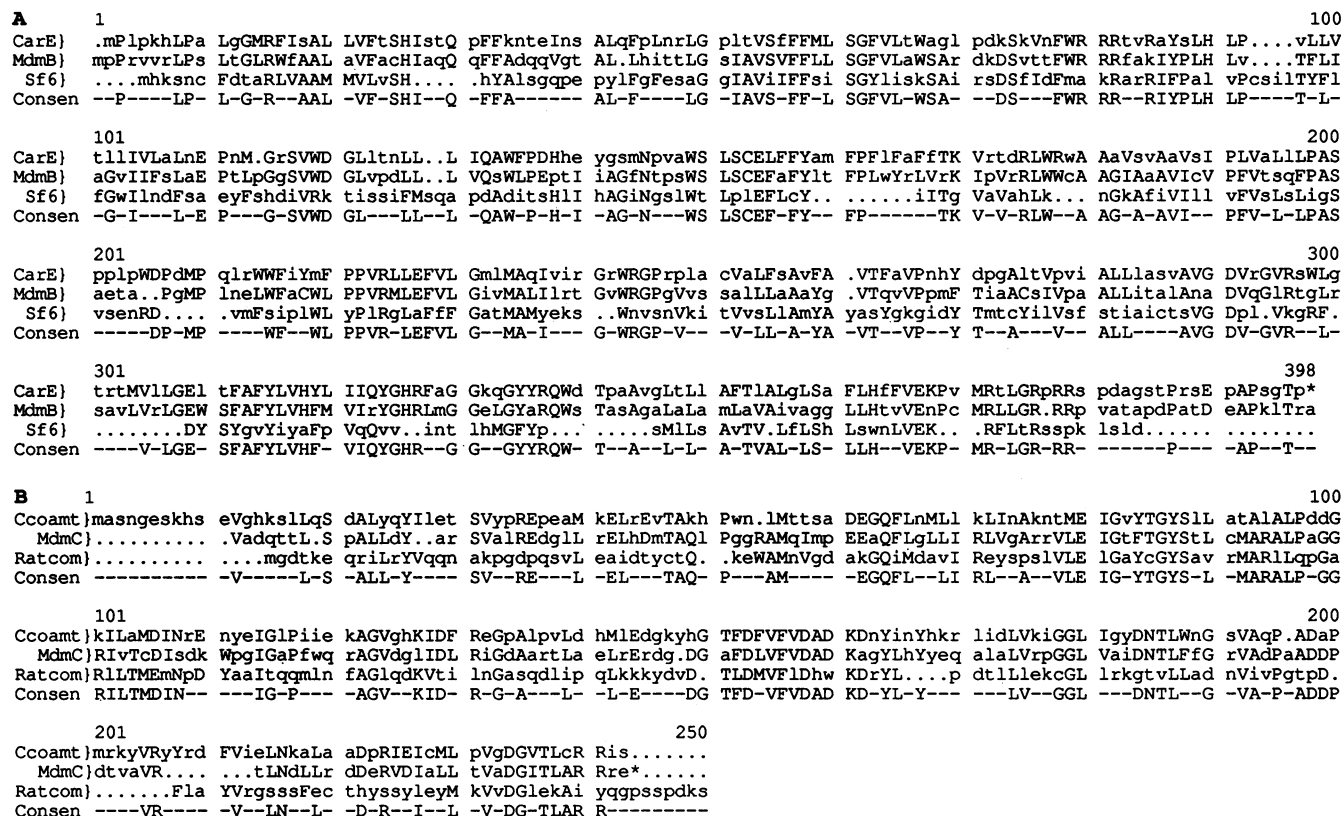 A 1 100
CarE} .mPlpkhLPa LgGMRFIsAL LVFtSHIstQ pFFknteIns ALqFpLnrLG pltVSfFFML SGFVLtWagl pdkSkVnFWR RRtvRaYsLH LP....vLLV
MdmB} mpPrvvrLPs LtGLRWfAAL aVFacHIaqQ qFFAdqqVgt AL.LhittLG sIAVSVFFLL SGFVLaWSAr dkDSvttFWR RRfakIYPLH Lv....TFLI
Sf6} ....mhksnc FdtaRLVAAM MVLvSH.... .hYALsgqpe pylFgFesaG gIAVIIFFsi SGYliskSAi rsDSfIdFma kRarRIFPal vPcsilTYFl
Consen --P----LP- L-G-R--AAL -VF-SHI--Q -FFA------ AL-F----LG -IAVS-FF-L SGFVL-WSA- --DS---FWR RR--RIYPLH LP----T-L-
101 200
CarE} tllIVLaLnE PnM.GrSVWD GLltnLL..L IQAWFPDHhe ygsmNpvaWS LSCELFFYam FPFlFaFfTK VrtdRLWRwA AaVsvAaVsI PLVaLlLPAS
MdmB} aGvIIFsLaE PtLpGgSVWD GLvpdLL..L VQsWLPEptI iAGfNtpsWS LSCEFaFYlt FPLwYrLVrK IpVrRLWWcA AGIaAVIcV PFVtsqFPAS
Sf6} fGwIlndFsa eyFshdiVRk tissiFMsqa pdAditsHlI hAGiNgslWt LplEFLcY.. .....iITg VaVahLk... nGkAfiVIll vFVsLsLigS
Consen -G-I---L-E P---G-SVWD GL---LL--L -QAW-P-H-I -AG-N---WS LSCEF-FY-- FP-----TK V-V-RLW--A AAG-A-AVI-- PFV-L-LPAS
201 300
CarE} pplpWDPdMP qlrWWFiYmF PPVRLLEFVL GmlMAqIvir GrWRGPrpla cVaLFsAvFA .VTFaVPnhY dpgALtVpvi ALLlasvAVG DVrGVRsWLg
MdmB} aeta..PgMP lneLWFaCWL PPVRMLEFVL GivMALIlrt GvWRGPgVvs salLLaAaYg .VTqvVPpmF TiaACsIVpa ALLitalAna DVqGlRtgLr
Sf6} vsenRD.... .vmFsiplWL yPlRgLaFfF GatMAMyeks ..WnvsnVki tVvsLlAmYA yasYgkgidY TmtcYilVsf stiaictsVG Dpl.VkgRF.
Consen ----DP-MP ----WF--WL PPVR-LEFVL G--MA-I--- G-WRGP-V-- -V-LL-A-YA -VT--VP--Y T--A---V-- ALL----AVG DV-GVR--L-
301 398
CarE} trtMVlLGEl tFAFYLVHYL IIQYGHRFaG GkqGYYRQWd TpaAvgLtLl AFTlALgLSa FLHfFVEKPv MRtLGRpRRs pdagstPrsE pAPsgTp*
MdmB} savLVrLGEW SFAFYLVHFM VIrYGHRLmG GeLGYaRQWs TasAgaLaLa mLaVAivagg LLHtvVEnPc MRLLGR.RRp vatapdPatD eAPklTra
Sf6} ........DY SYgvYiyaFp VqQvv..int lhMGFYp... .....sMlLs AvTV.LfLSh LswnLVEK.. .RFLtRsspk lsld...... ........
Consen ----V-LGE- SFAFYLVHF- VIQYGHR--G G--GYYRQW- T--A--L-L- A-TVAL-LS- LLH-VEKP- MR-LGR-RR- ------P--- -AP--T--
B 1 100
Ccoamt}masngeskhs eVghkslLqS dALyqYIlet SVypREpeaM kELrEvTAkh Pwn.lMttsa DEGQFLnMLl kLInAkntME IGvYTGYSlL atAlALPddG
MdmC}.......... .VadqttL.S pALLdY..ar SVaLREdgLL rELhDmTAQl PggRAMqImp EEaQFLgLLI RLVgArrVLE IGtFTGYStL cMARALPaGG
Ratcom}.......... ....mgdtke qriLrYVqqn akpgdpqsvL eaidtyctQ. .keWAMnVgd akGQiMdavI ReyspslVLE lGaYcGYSav rMARlLqpGa
Consen ---------- -V-----L-S -ALL-Y---- SV--RE---L -EL---TAQ- P---AM---- -EGQFL--LI RL--A--VLE IG-YTGYS-L -MARALP-GG
101 200
Ccoamt}kILaMDINrE nyeIGlPiie kAGVghKIDF ReGpAlpvLd hMlEdgkyhG TFDFVFVDAD KDnYinYhkr lidLVkiGGL IgyDNTLWnG sVAqP.ADaP
MdmC}RIvTcDIsdk WpgIGaPfwq rAGVdglIDL RiGdAartLa eLrErdg.DG aFDLVFVDAD KagYLhYyeq alaLVrpGGL VaiDNTLFfG rVAdPaADDP
Ratcom}RlLTMEmNpD YaaITqqmln fAGlqdKVti lnGasqdlip qLkkkydvD. TLDMVFlDhw KDrYL....p dtlLlekcGL lrkgtvLLad nVivPgtpD.
Consen RILTMDIN-- ---IG-P--- -AGV--KID- R-G-A---L- -L-E----DG TFD-VFVDAD KDRYL-Y--- ---LV--GGL ---DNTL--G -VA-P-ADDP
201 250
Ccoamt}mrkyVRyYrd FVieLNkaLa aDpRIEIcML pVgDGVTLcR Ris.......
MdmC}dtvaVR.... ...tLNdLLr dDeRVDIaLL tVaDGITLAR Rre*......
Ratcom}.......Fla YVrgsssFec thyssyleyM kVvDGlekAi yqgpsspdks
Consen ----VR---- -V--LN--L- -D-R--I--L -V-DG-TLAR R---------